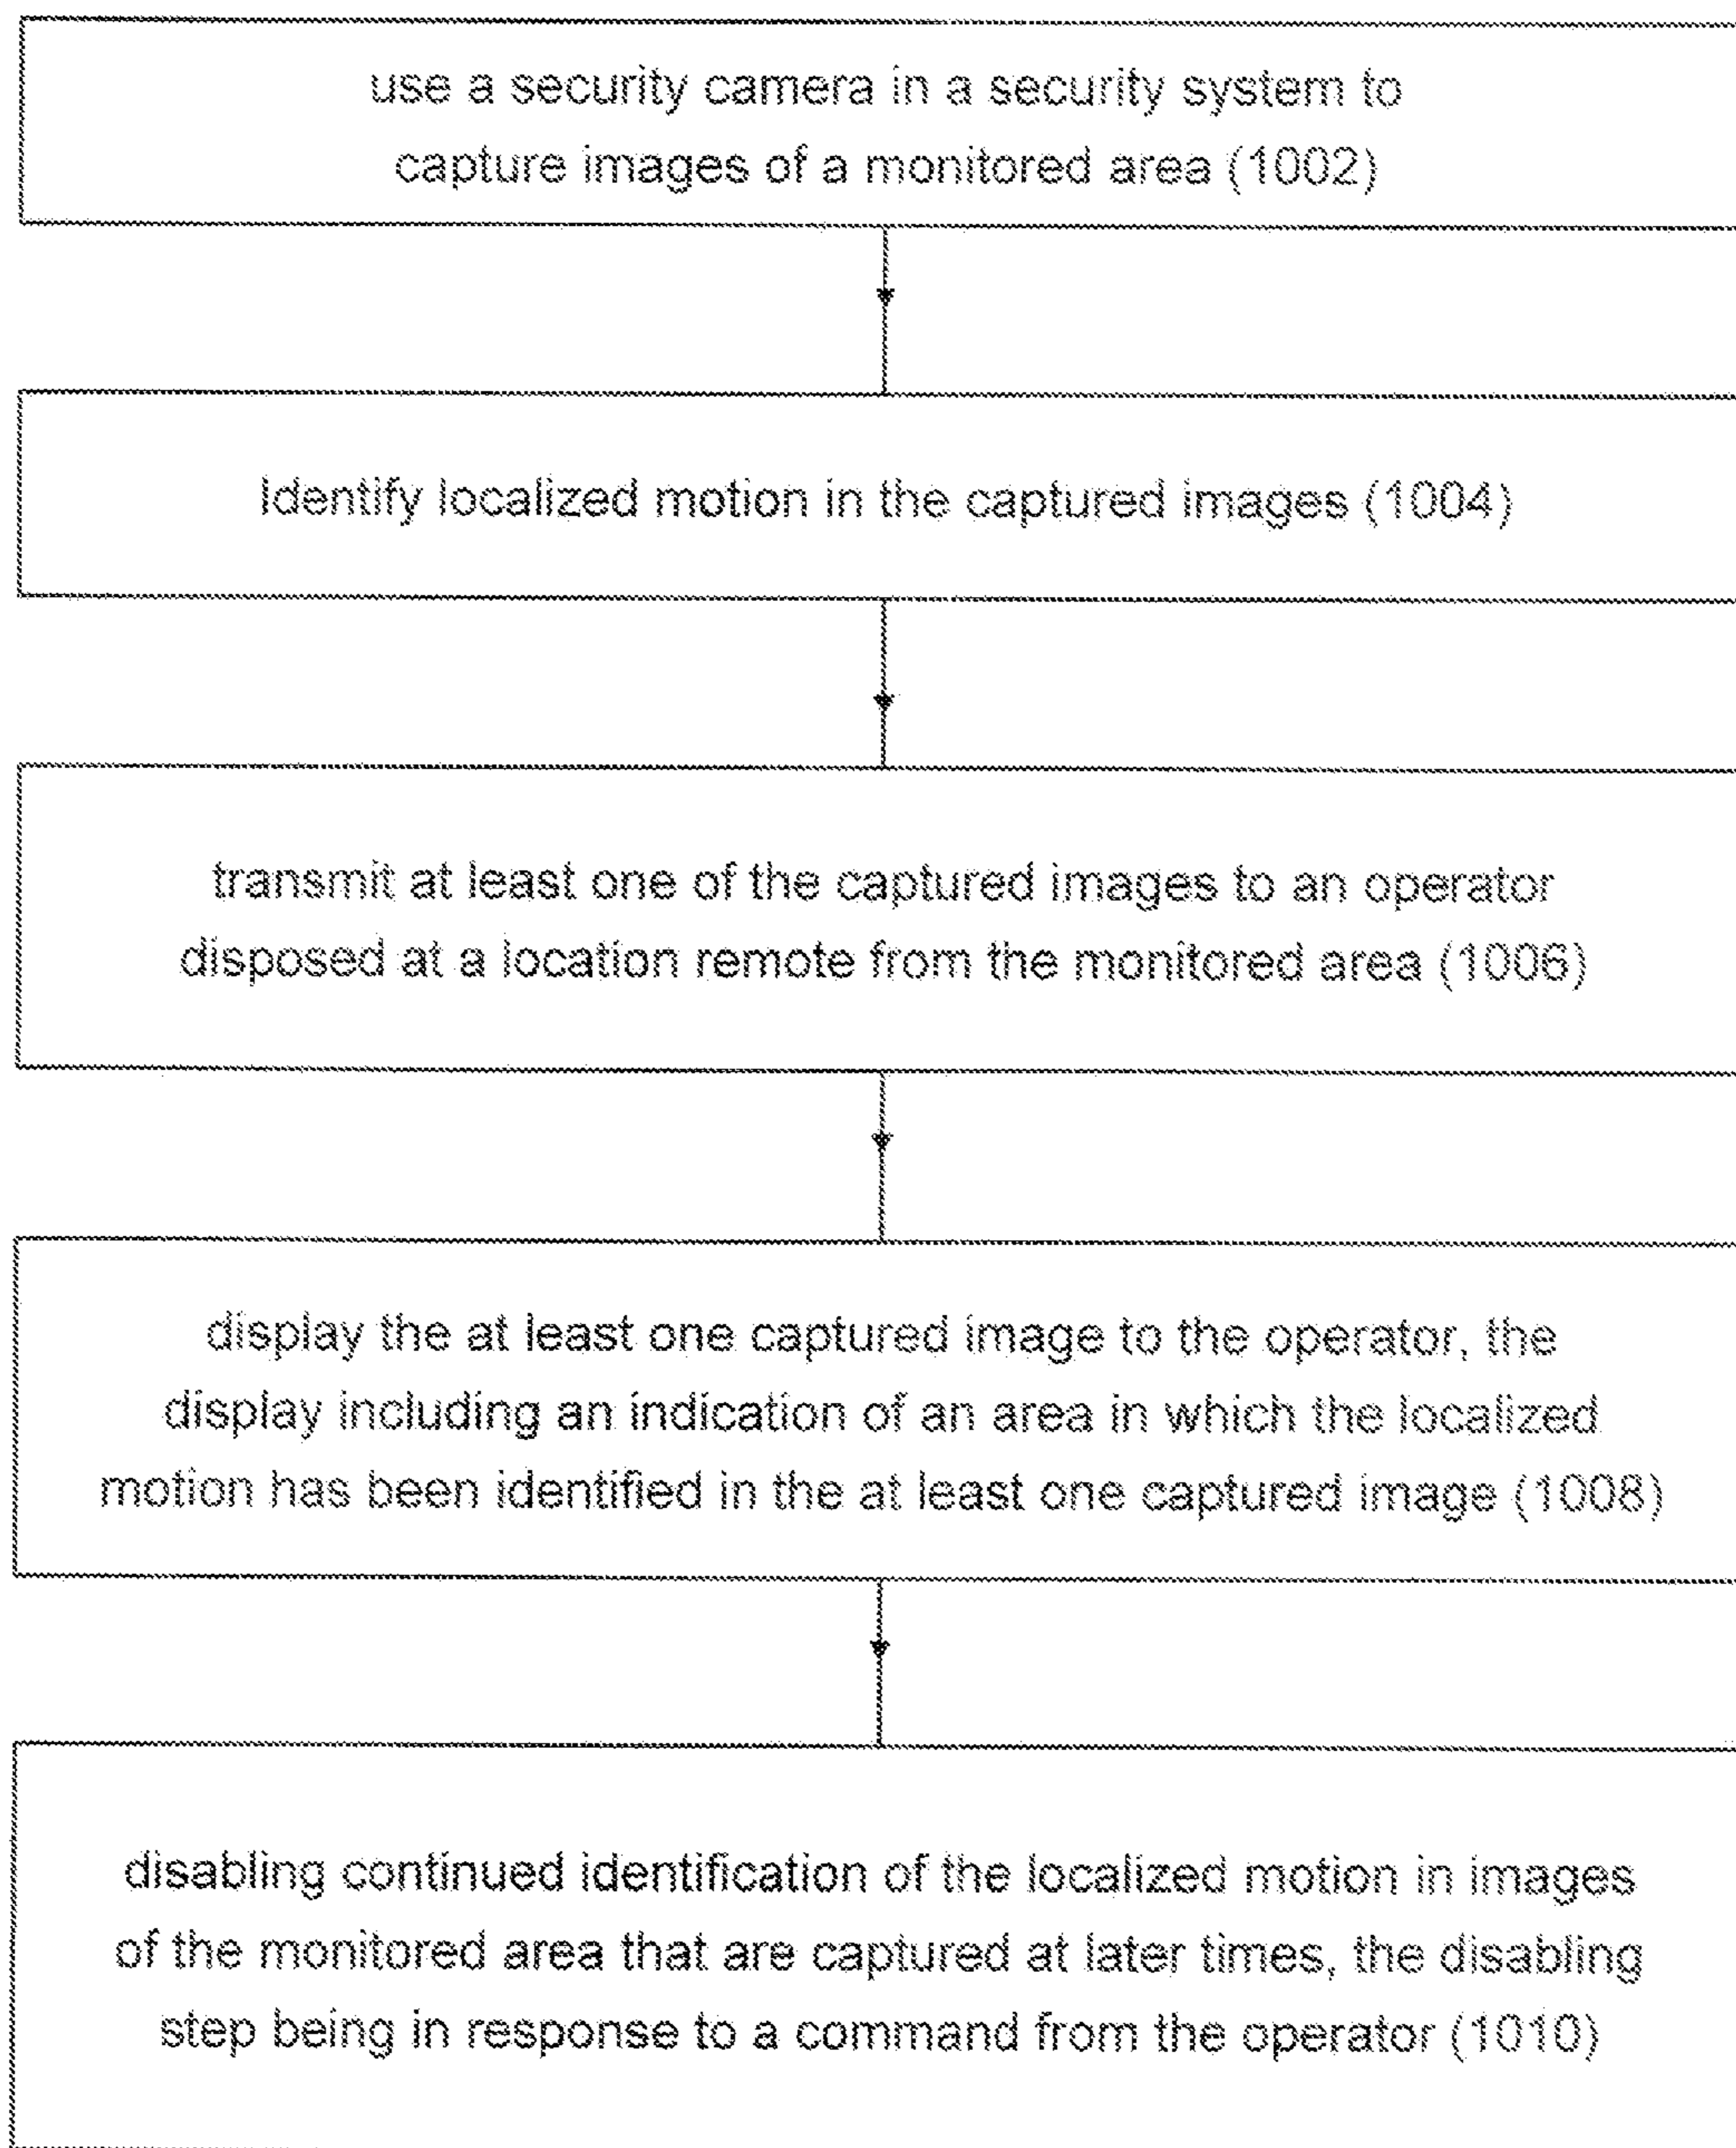 use a security camera in a security system to
capture images of a monitored area (1002)
Identify localized motion in the captured images (1004)
transmit at least one of the captured images to an operator
disposed at a location remote from the monitored area (1006)
display the at least one captured image to the operator, the
display including an indication of an area in which the localized
motion has been identified in the at least one captured image (1008)
disabling continued identification of the localized motion in images
of the monitored area that are captured at later times, the disabling
step being in response to a command from the operator (1010)